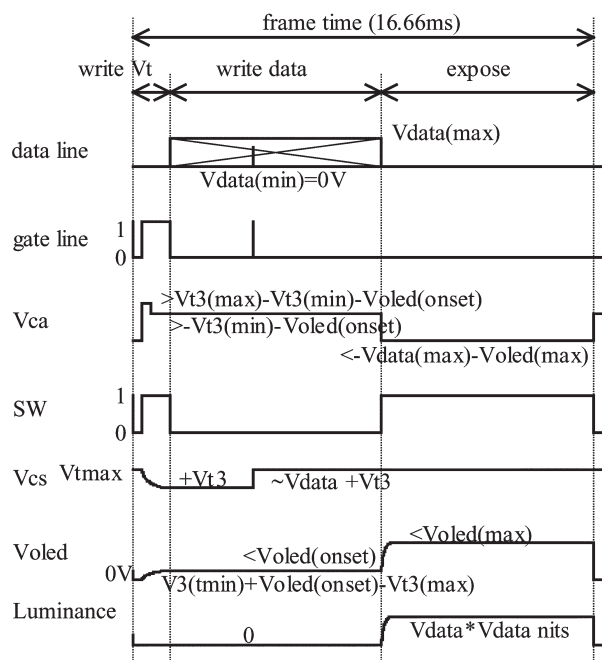 frame time (16.66ms)
write Vt write data expose
data line Vdata(max)
Vdata(min)=0V
gate line 1
0
>Vt3(max)-Vt3(min)-Voled(onset)
Vca >-Vt3(min)-Voled(onset)
<-Vdata(max)-Voled(max)
SW 1
0
Vcs Vtmax +Vt3 ~Vdata +Vt3
Voled <Voled(onset) <Voled(max)
0V V3(tmin)+Voled(onset)-Vt3(max)
Luminance 0 Vdata*Vdata nits